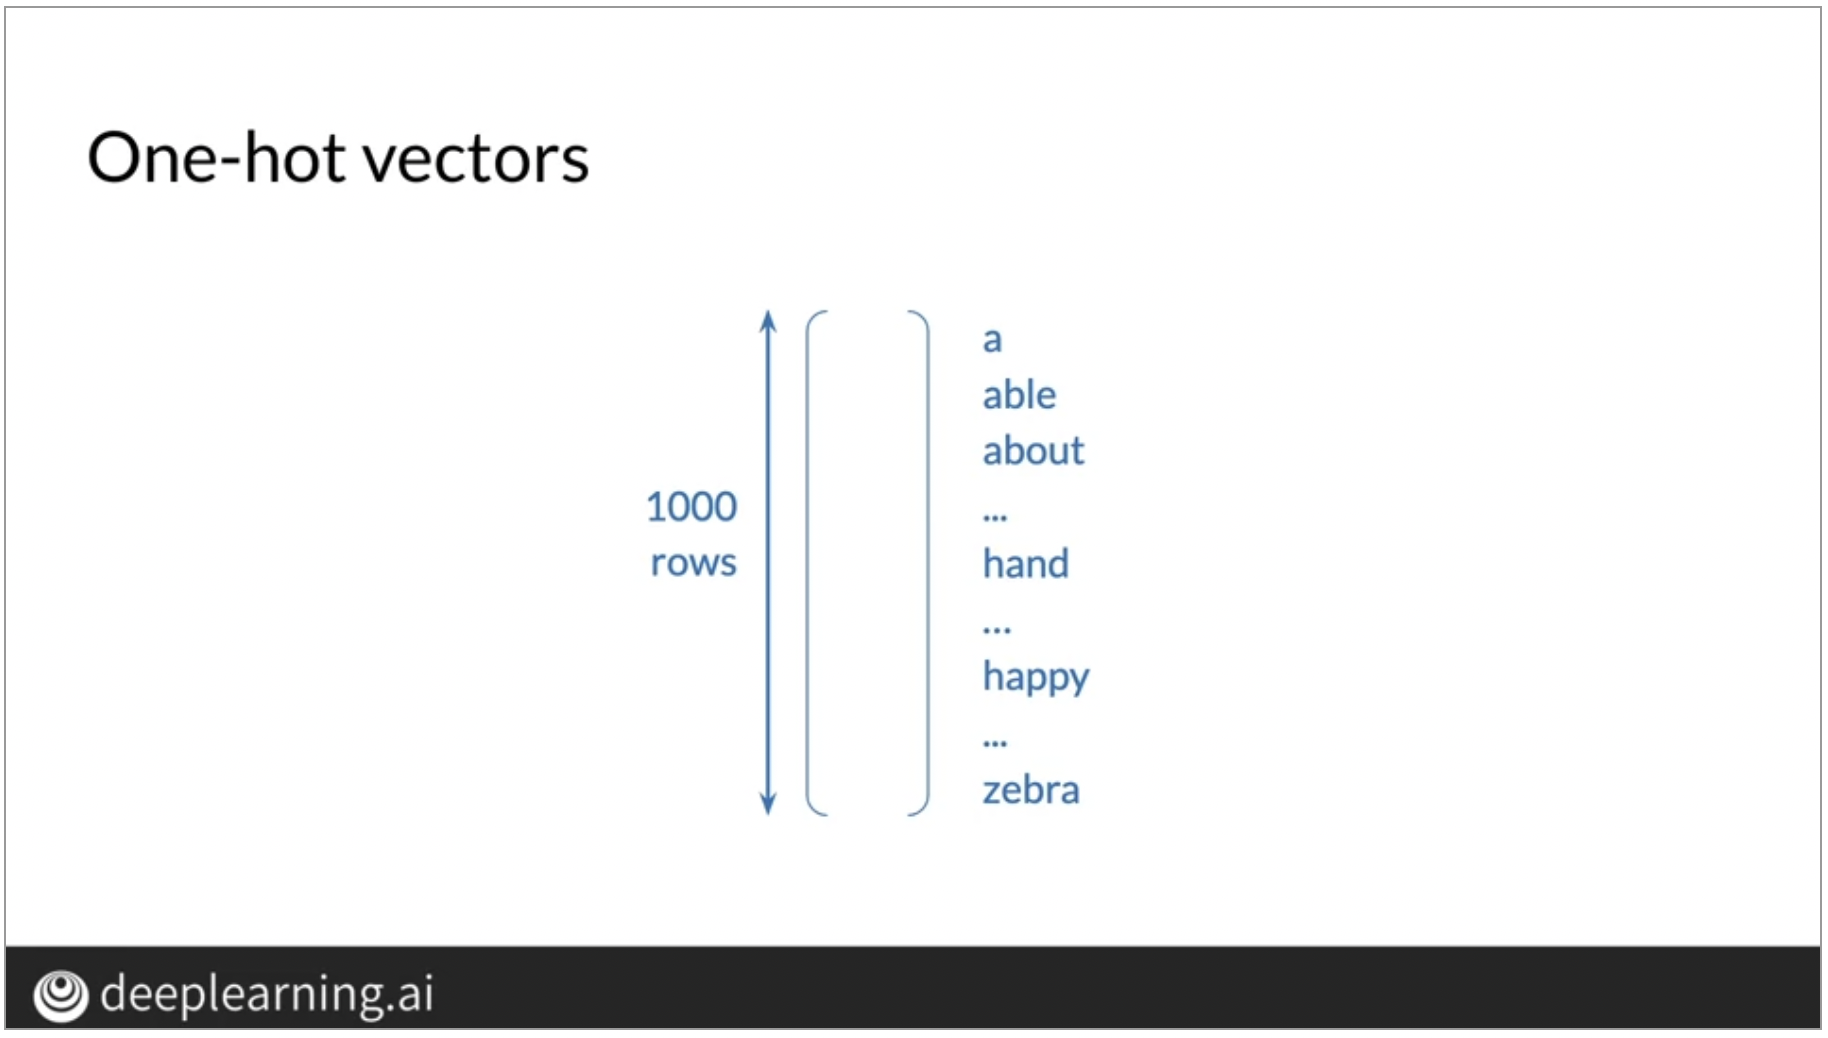 One-hot vectors
1000
rows
a
able
about
...
hand
...
happy
...
zebra
deeplearning.ai